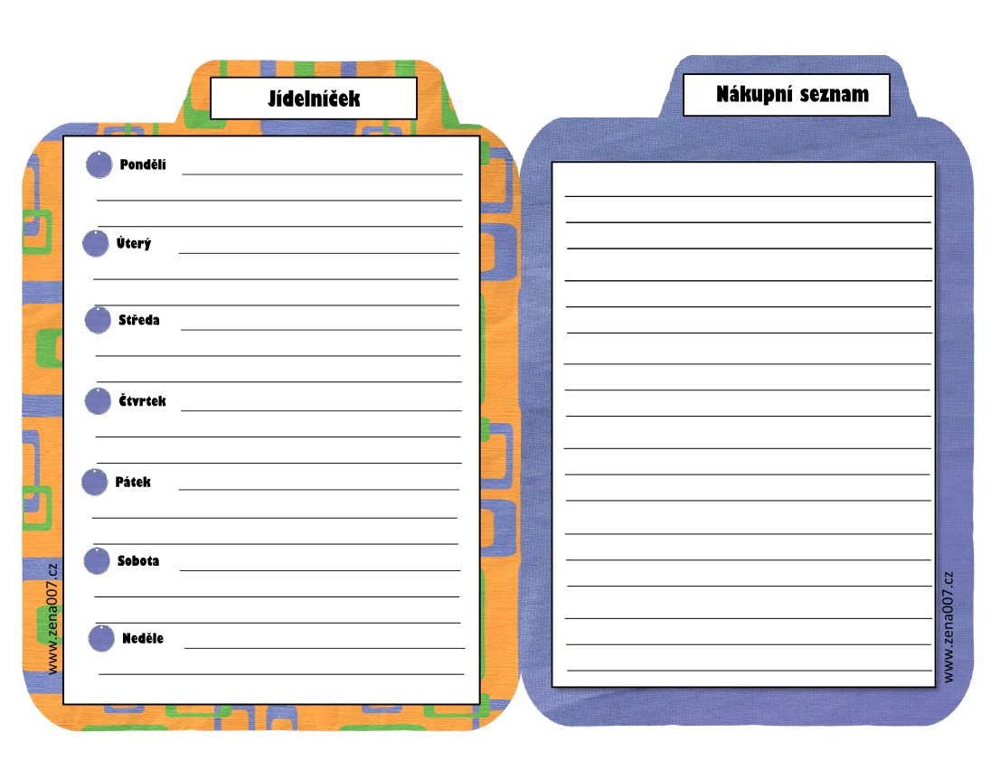 Jídelníček
Pondělí
Úterý
Středa
Čtvrtek
Pátek
Sobota
Neděle
www.zena007.cz
Nákupní seznam
www.zena007.cz